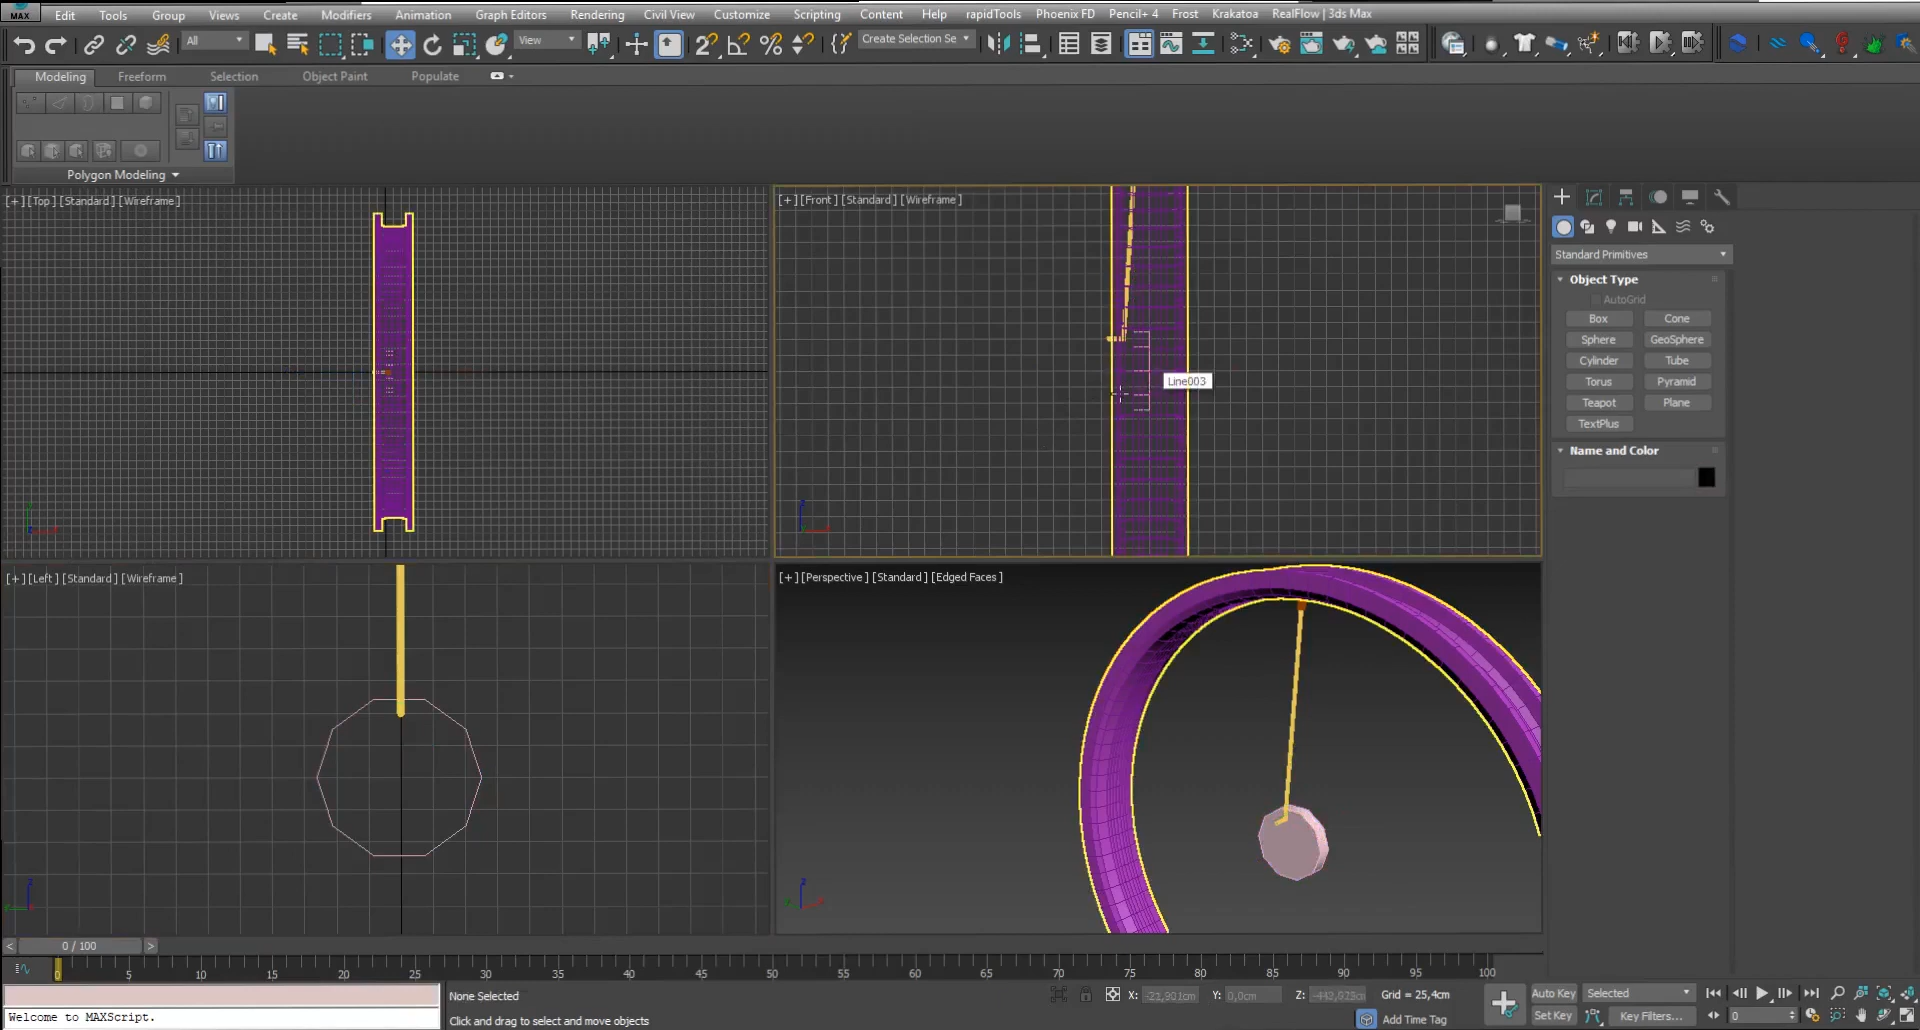 MAX Edit Tools Group Views Create Modifiers Animation Graph Editors Rendering Civil View Customize Scripting Content Help rapidTools Phoenix FD Pencil+ 4 Frost Krakatoa RealFlow | 3ds Max
All View Create Selection Se
Modeling Freeform Selection Object Paint Populate
Polygon Modeling
[+] [Top] [Standard] [Wireframe]
[+] [Front] [Standard] [Wireframe]
Line003
[+] [Left] [Standard] [Wireframe]
[+] [Perspective] [Standard] [Edged Faces]
Standard Primitives
Object Type
AutoGrid
Box Cone
Sphere GeoSphere
Cylinder Tube
Torus Pyramid
Teapot Plane
TextPlus
Name and Color
< 0 / 100 >
0 5 10 15 20 25 30 35 40 45 50 55 60 65 70 75 80 85 90 95 100
None Selected X: -21,901cm Y: 0,0cm Z: Grid = 25,4cm Auto Key Selected
Welcome to MAXScript. Click and drag to select and move objects Add Time Tag Set Key Key Filters... 0